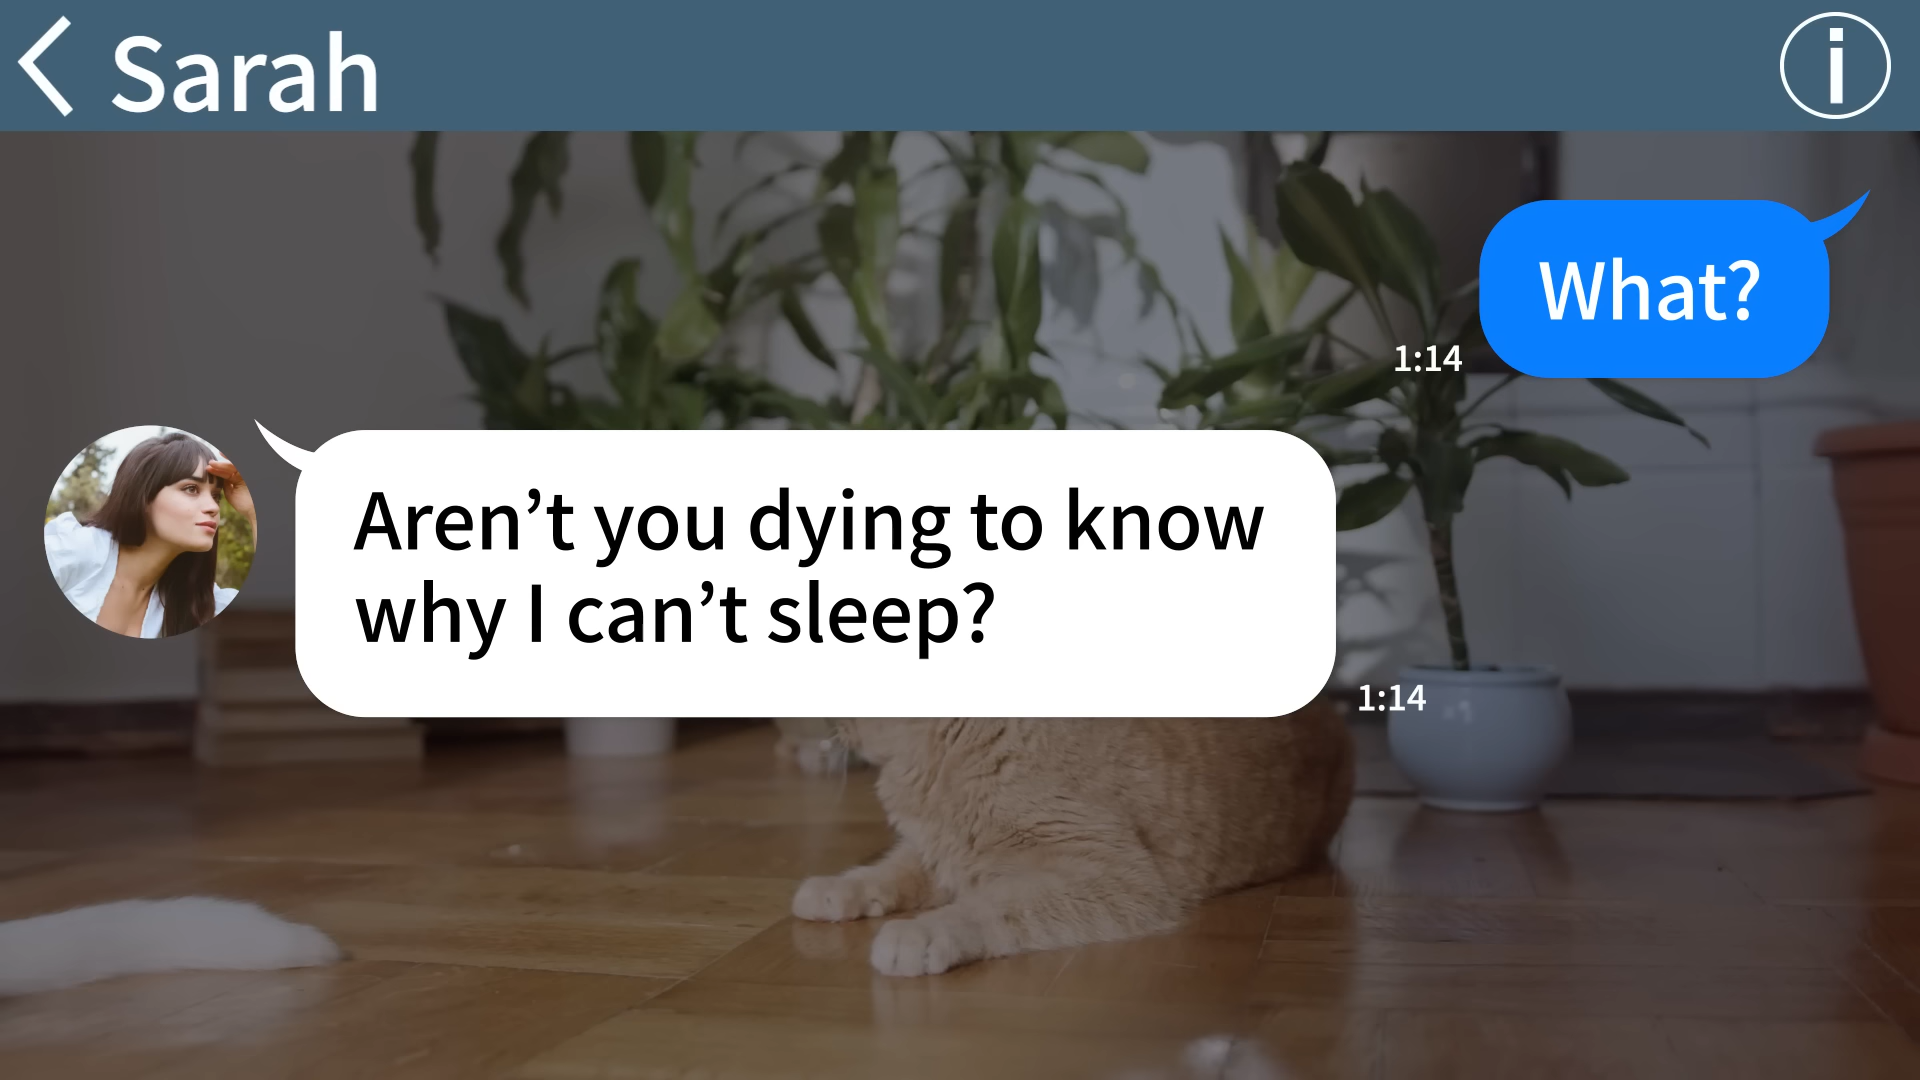 Sarah
What?
1:14
Aren’t you dying to know
why I can’t sleep?
1:14